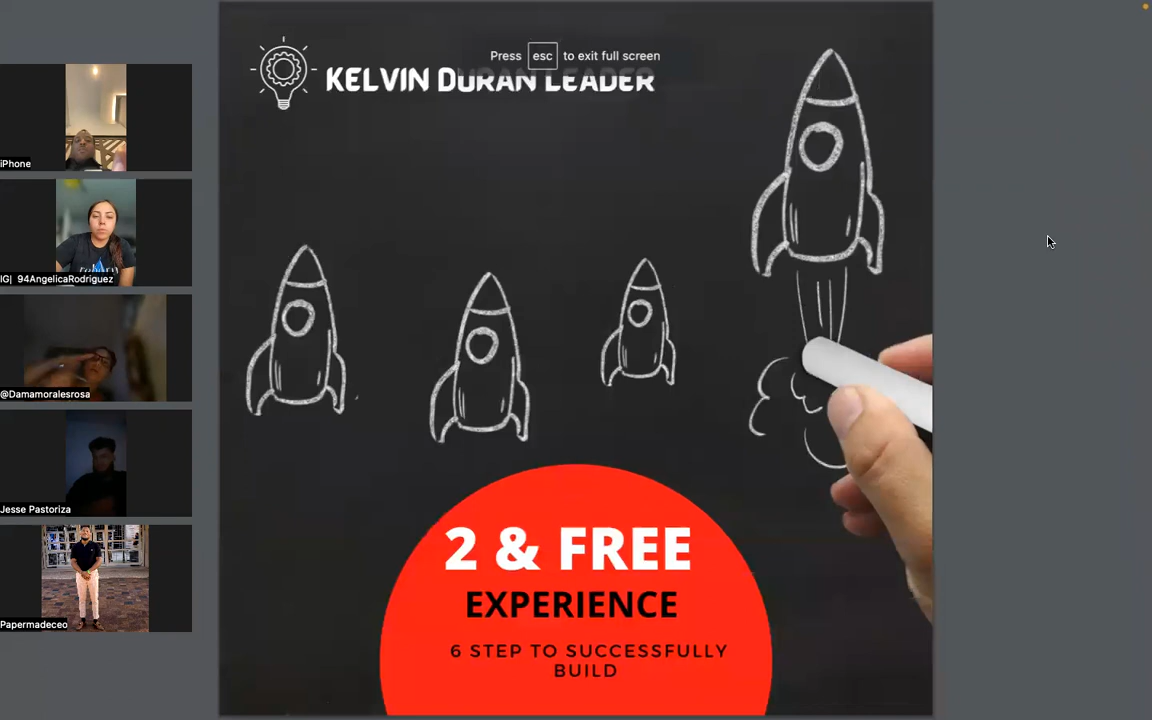 Press esc to exit full screen
KELVIN DURAN LEADER
iPhone
IG| 94AngelicaRodriguez
@Damamoralesrosa
Jesse Pastoriza
Papermadeceo
2 & FREE
EXPERIENCE
6 STEP TO SUCCESSFULLY
BUILD